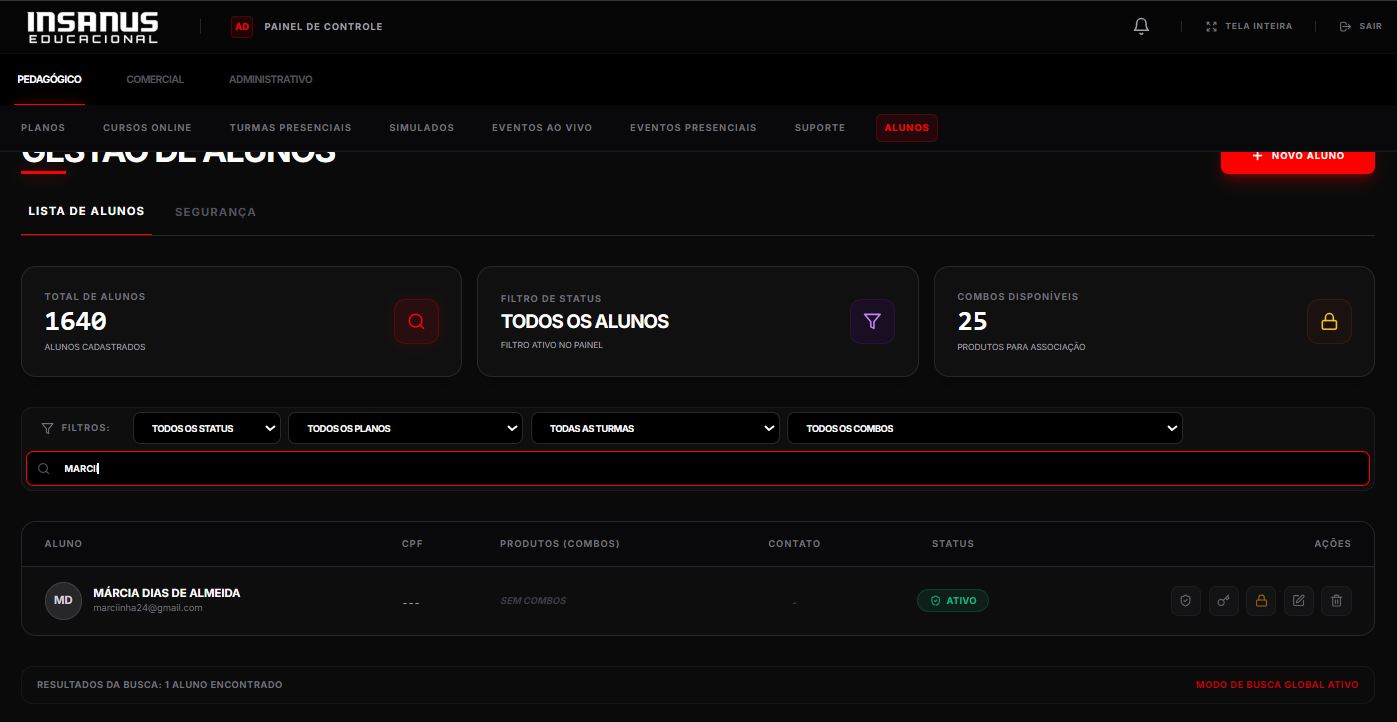 INSANUS
EDUCACIONAL
AD PAINEL DE CONTROLE
TELA INTEIRA
SAIR
PEDAGÓGICO COMERCIAL ADMINISTRATIVO
PLANOS CURSOS ONLINE TURMAS PRESENCIAIS SIMULADOS EVENTOS AO VIVO EVENTOS PRESENCIAIS SUPORTE ALUNOS
GESTÃO DE ALUNOS
+ NOVO ALUNO
LISTA DE ALUNOS SEGURANÇA
TOTAL DE ALUNOS
1640
ALUNOS CADASTRADOS
FILTRO DE STATUS
TODOS OS ALUNOS
FILTRO ATIVO NO PAINEL
COMBOS DISPONÍVEIS
25
PRODUTOS PARA ASSOCIAÇÃO
FILTROS: TODOS OS STATUS TODOS OS PLANOS TODAS AS TURMAS TODOS OS COMBOS
MARCII
ALUNO CPF PRODUTOS (COMBOS) CONTATO STATUS AÇÕES
MD MÁRCIA DIAS DE ALMEIDA
marciinha24@gmail.com
--- SEM COMBOS - ATIVO
RESULTADOS DA BUSCA: 1 ALUNO ENCONTRADO
MODO DE BUSCA GLOBAL ATIVO